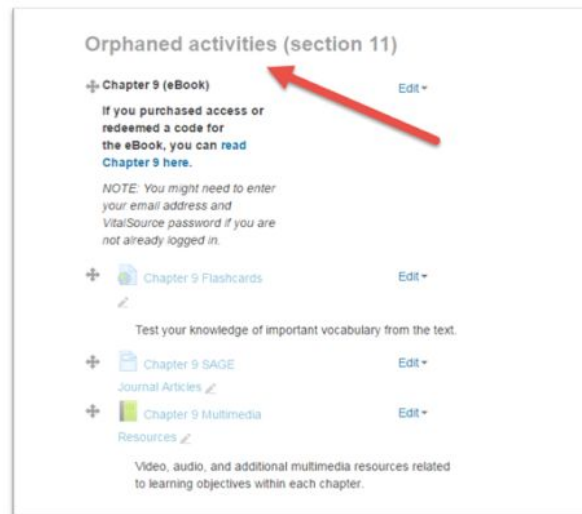 Orphaned activities (section 11)
Chapter 9 (eBook) Edit
If you purchased access or
redeemed a code for
the eBook, you can read
Chapter 9 here.
NOTE: You might need to enter
your email address and
VitalSource password if you are
not already logged in.
Chapter 9 Flashcards Edit
Test your knowledge of important vocabulary from the text.
Chapter 9 SAGE Edit
Journal Articles
Chapter 9 Multimedia Edit
Resources
Video, audio, and additional multimedia resources related
to learning objectives within each chapter.